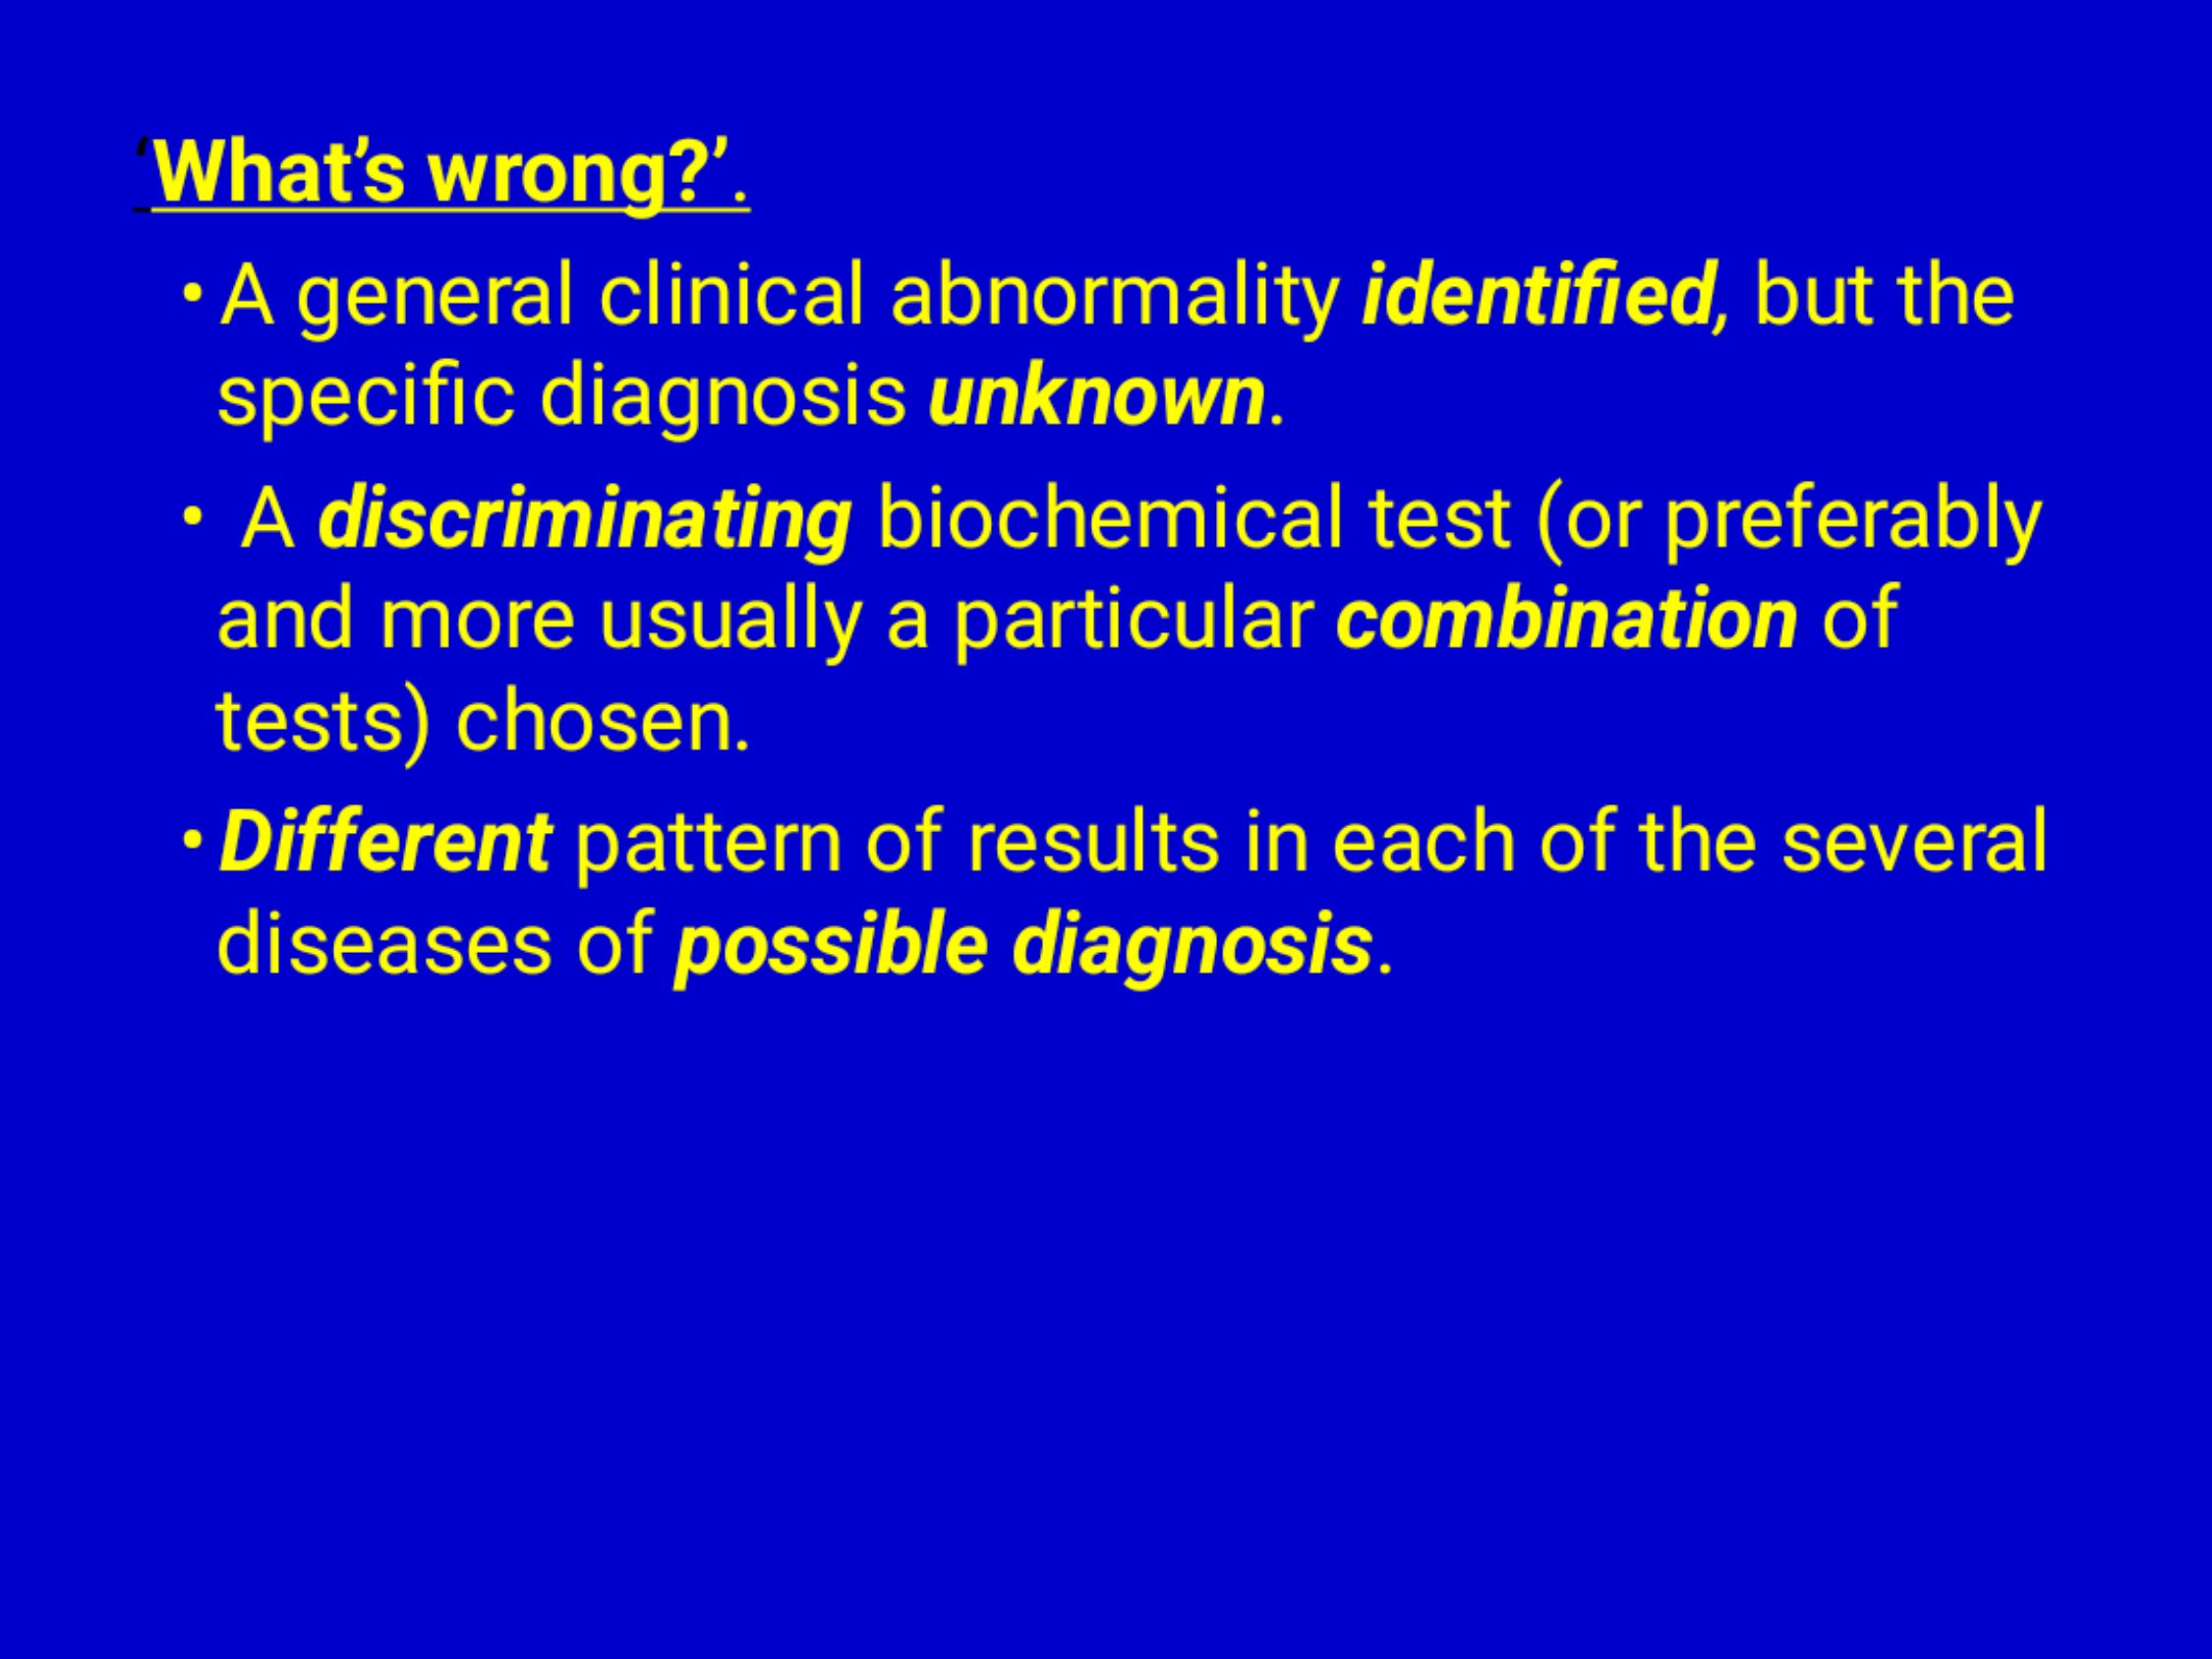 ‘What’s wrong?’.
• A general clinical abnormality identified, but the
specific diagnosis unknown.
• A discriminating biochemical test (or preferably
and more usually a particular combination of
tests) chosen.
• Different pattern of results in each of the several
diseases of possible diagnosis.